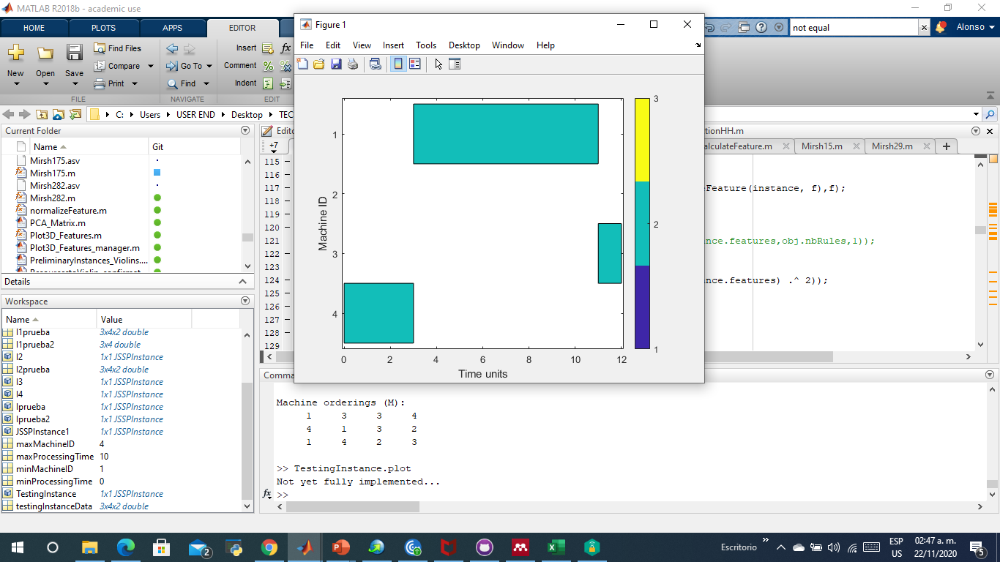 MATLAB R2018b - academic use
HOME PLOTS APPS EDITOR
not equal
Alonso
New Open Save
Find Files
Compare
Print
Go To
Find
Insert fx
Comment
Indent
FILE NAVIGATE EDIT
C: Users USER END Desktop TEC
Current Folder
Name Git
Mirsh175.asv
Mirsh175.m
Mirsh282.asv
Mirsh282.m
normalizeFeature.m
PCA_Matrix.m
Plot3D_Features.m
Plot3D_Features_manager.m
PreliminaryInstances_Violins....
Details
Workspace
Name Value
I1prueba 3x4x2 double
I1prueba2 3x4 double
I2 1x1 JSSPInstance
I2prueba 3x4x2 double
I3 1x1 JSSPInstance
I4 1x1 JSSPInstance
Iprueba 1x1 JSSPInstance
Iprueba2 1x1 JSSPInstance
JSSPInstance1 1x1 JSSPInstance
maxMachineID 4
maxProcessingTime 10
minMachineID 1
minProcessingTime 0
TestingInstance 1x1 JSSPInstance
testingInstanceData 3x4x2 double
Figure 1
File Edit View Insert Tools Desktop Window Help
3
1
2
2
Machine ID
3
4
1
0 2 4 6 8 10 12
Time units
Edito
ctionHH.m
+7
alculateFeature.m Mirsh15.m Mirsh29.m +
115
116
117 eFeature(instance, f),f);
118
119
120
121 nce.features,obj.nbRules,1));
122
123
124 nce.features) .^ 2));
125
126
127
128
129
Comma
Machine orderings (M):
1 3 3 4
4 1 3 2
1 4 2 3
>> TestingInstance.plot
Not yet fully implemented...
fx >>
2
Escritorio
ESP
US
02:47 a. m.
22/11/2020
5